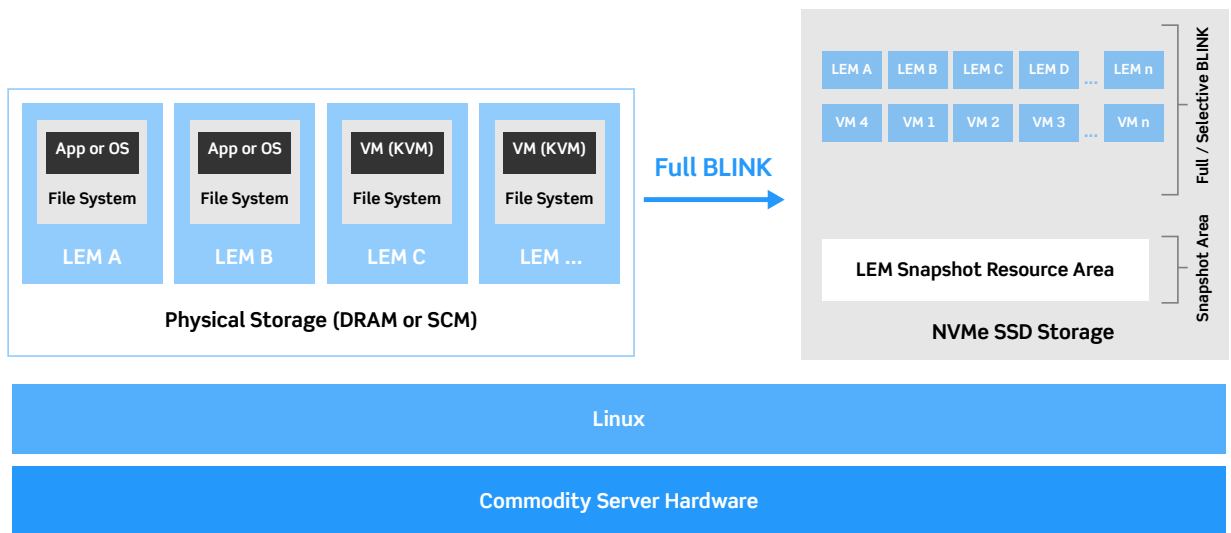 App or OS
File System
LEM A
App or OS
File System
LEM B
VM (KVM)
File System
LEM C
VM (KVM)
File System
LEM ...
Physical Storage (DRAM or SCM)
Full BLINK
LEM A LEM B LEM C LEM D ... LEM n
VM 4 VM 1 VM 2 VM 3 ... VM n
Full / Selective BLINK
LEM Snapshot Resource Area
Snapshot Area
NVMe SSD Storage
Linux
Commodity Server Hardware